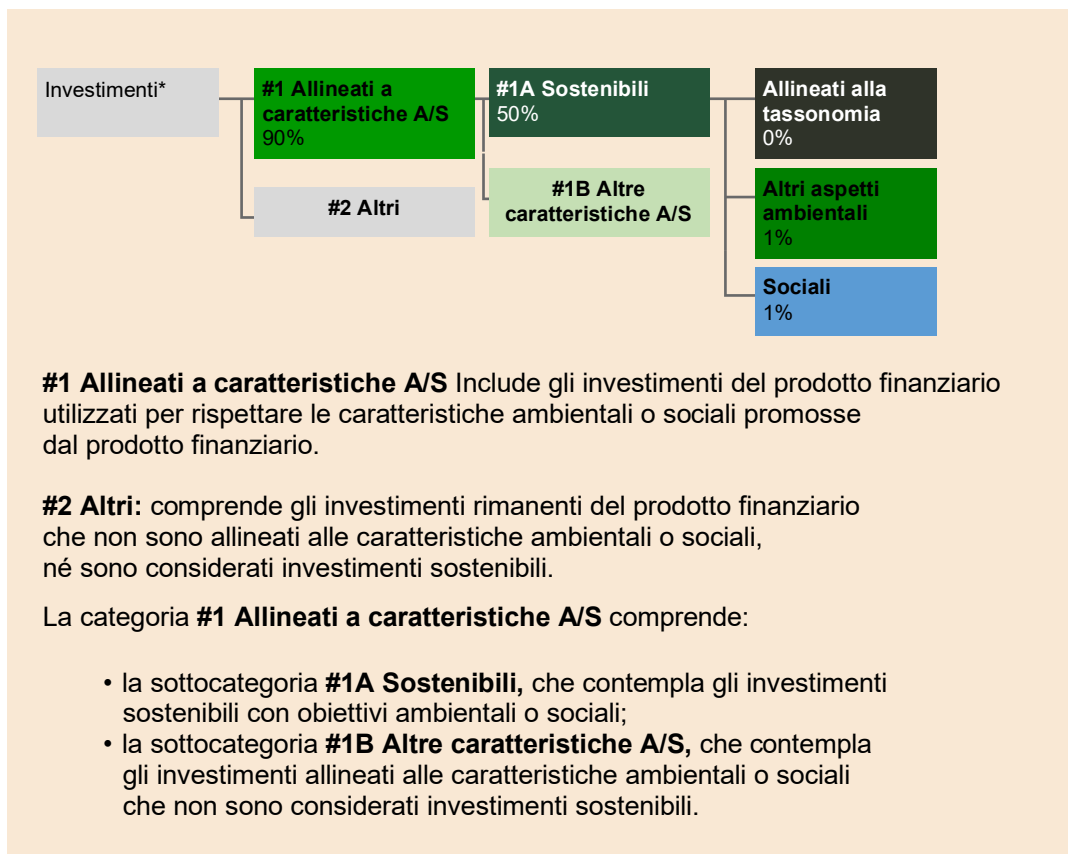 Investimenti*
#1 Allineati a
caratteristiche A/S
90%
#2 Altri
#1A Sostenibili
50%
#1B Altre
caratteristiche A/S
Allineati alla
tassonomia
0%
Altri aspetti
ambientali
1%
Sociali
1%
#1 Allineati a caratteristiche A/S Include gli investimenti del prodotto finanziario
utilizzati per rispettare le caratteristiche ambientali o sociali promosse
dal prodotto finanziario.
#2 Altri: comprende gli investimenti rimanenti del prodotto finanziario
che non sono allineati alle caratteristiche ambientali o sociali,
né sono considerati investimenti sostenibili.
La categoria #1 Allineati a caratteristiche A/S comprende:
• la sottocategoria #1A Sostenibili, che contempla gli investimenti
sostenibili con obiettivi ambientali o sociali;
• la sottocategoria #1B Altre caratteristiche A/S, che contempla
gli investimenti allineati alle caratteristiche ambientali o sociali
che non sono considerati investimenti sostenibili.